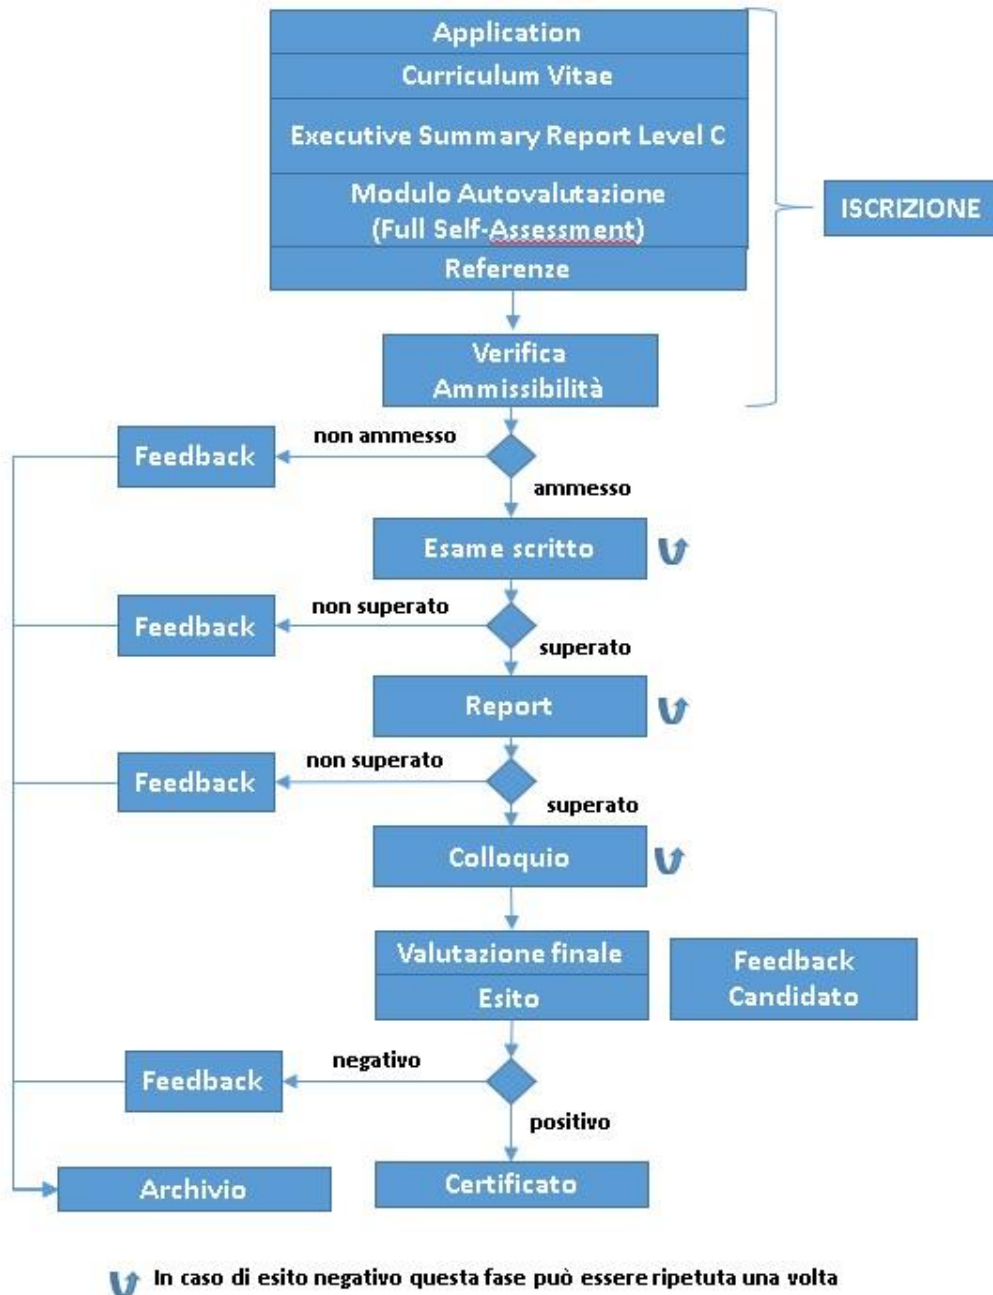 Application
Curriculum Vitae
Executive Summary Report Level C
Modulo Autovalutazione
(Full Self-Assessment)
Referenze
ISCRIZIONE
Verifica
Ammissibilità
non ammesso
Feedback
ammesso
Esame scritto
non superato
Feedback
superato
Report
non superato
Feedback
superato
Colloquio
Valutazione finale
Esito
Feedback
Candidato
negativo
Feedback
positivo
Archivio
Certificato
In caso di esito negativo questa fase può essere ripetuta una volta